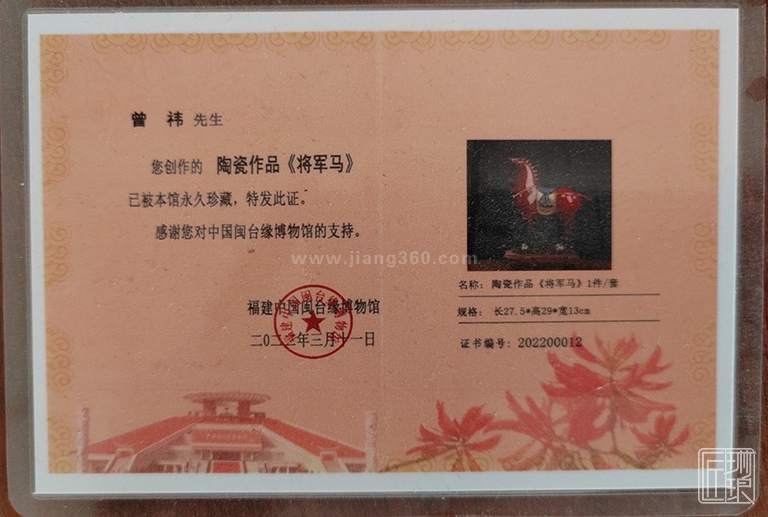 曾祎 先生
您创作的 陶瓷作品《将军马》
已被本馆永久珍藏，特发此证。
感谢您对中国闽台缘博物馆的支持。
www.jiang360.com
福建中国闽台缘博物馆
二〇二二年三月十一日
名称： 陶瓷作品《将军马》1件/套
规格： 长27.5*高29*宽13cm
证书编号：202200012